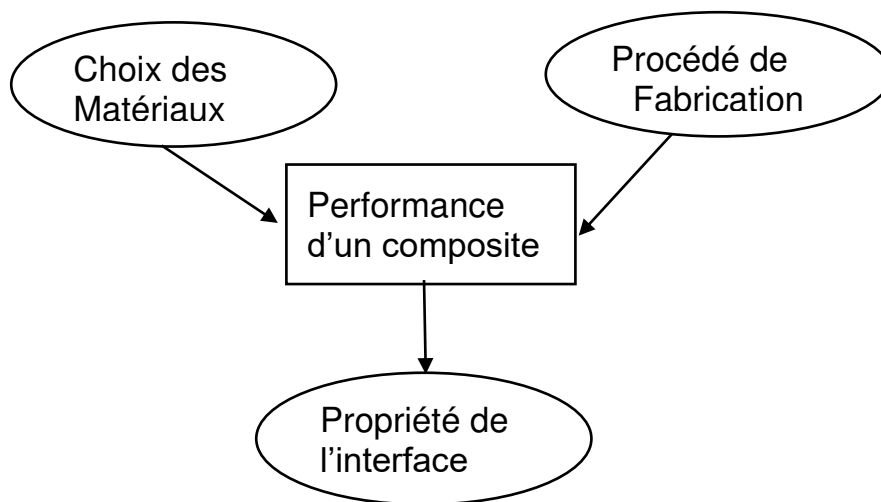 Choix des
Matériaux
Procédé de
Fabrication
Performance
d’un composite
Propriété de
l’interface